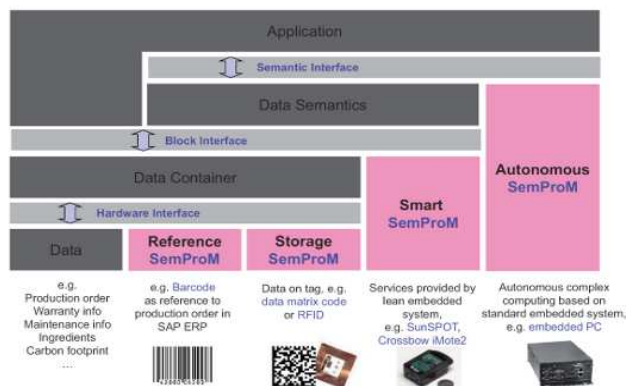 Application
Semantic Interface
Data Semantics
Block Interface
Autonomous
SemProM
Data Container
Smart
SemProM
Hardware Interface
Data
Reference
SemProM
Storage
SemProM
e.g.
Production order
Warranty info
Maintenance info
Ingredients
Carbon footprint
...
e.g. Barcode
as reference to
production order in
SAP ERP
Data on tag, e.g.
data matrix code
or RFID
Services provided by
lean embedded
system,
e.g. SunSPOT,
Crossbow iMote2
Autonomous complex
computing based on
standard embedded system,
e.g. embedded PC